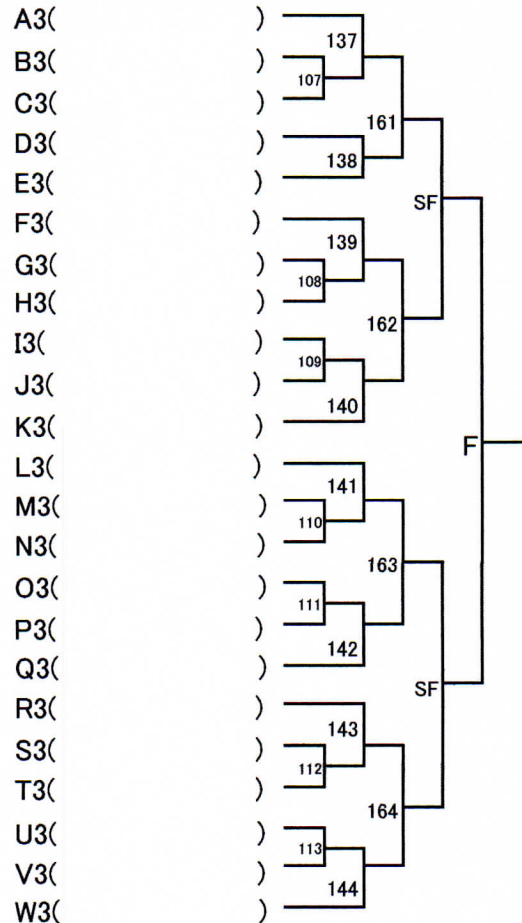 A3( )
137
B3( )
107
C3( )
161
D3( )
138
E3( )
SF
F3( )
139
G3( )
108
H3( )
162
I3( )
109
J3( )
140
K3( )
F
L3( )
141
M3( )
110
N3( )
163
O3( )
111
P3( )
142
Q3( )
SF
R3( )
143
S3( )
112
T3( )
164
U3( )
113
V3( )
144
W3( )